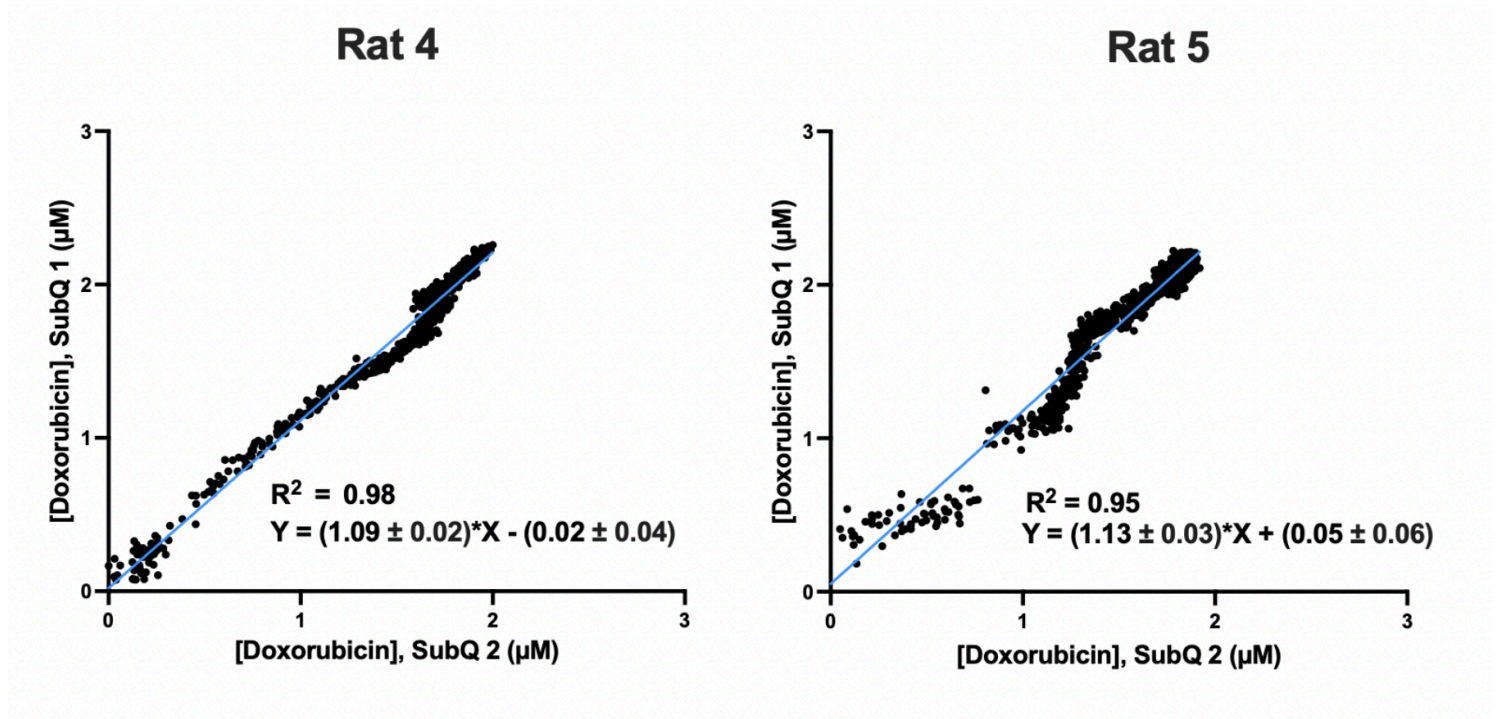 Rat 4
3
2
1
0
[Doxorubicin], SubQ 1 (µM)
R² = 0.98
Y = (1.09 ± 0.02)*X - (0.02 ± 0.04)
0 1 2 3
[Doxorubicin], SubQ 2 (µM)
Rat 5
3
2
1
0
[Doxorubicin], SubQ 1 (µM)
R² = 0.95
Y = (1.13 ± 0.03)*X + (0.05 ± 0.06)
0 1 2 3
[Doxorubicin], SubQ 2 (µM)